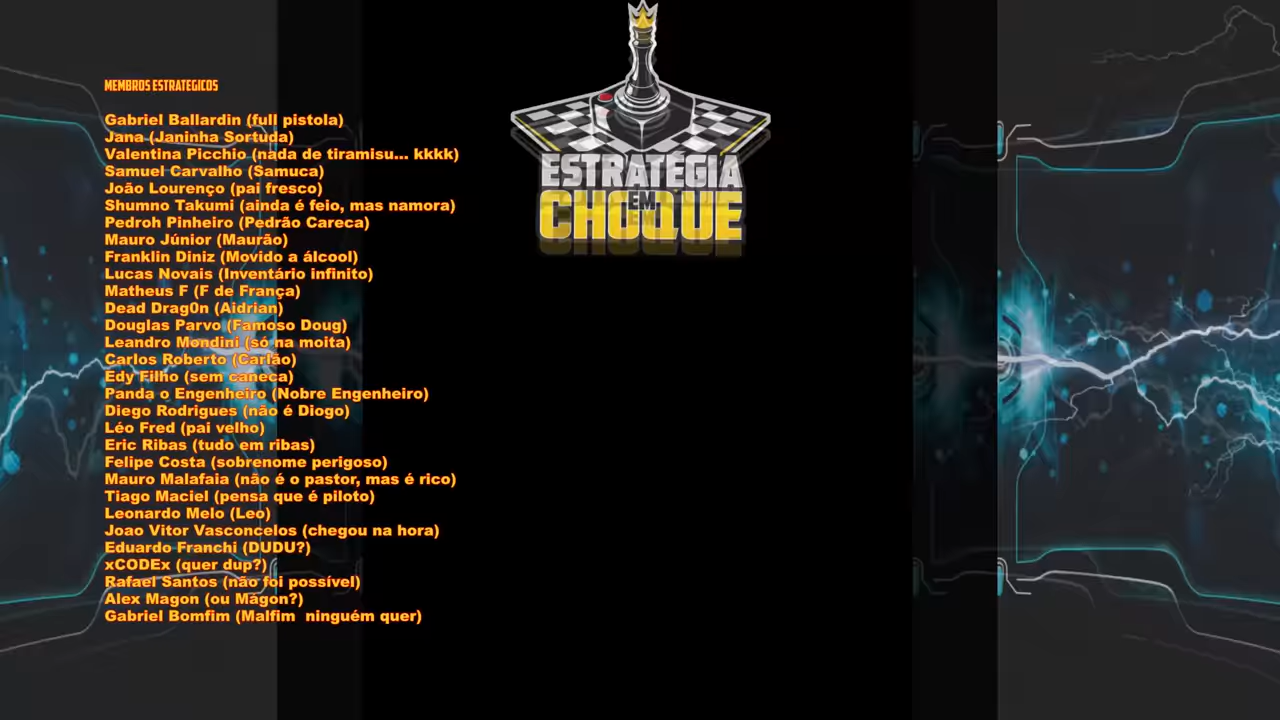 MEMBROS ESTRATEGICOS
Gabriel Ballardin (full pistola)
Jana (Janinha Sortuda)
Valentina Picchio (nada de tiramisu... kkkk)
Samuel Carvalho (Samuca)
João Lourenço (pai fresco)
Shumno Takumi (ainda é feio, mas namora)
Pedroh Pinheiro (Pedrão Careca)
Mauro Júnior (Maurão)
Franklin Diniz (Movido a álcool)
Lucas Novais (Inventário infinito)
Matheus F (F de França)
Dead Drag0n (Aidrian)
Douglas Parvo (Famoso Doug)
Leandro Mondini (só na moita)
Carlos Roberto (Carlão)
Edy Filho (sem caneca)
Panda o Engenheiro (Nobre Engenheiro)
Diego Rodrigues (não é Diogo)
Léo Fred (pai velho)
Eric Ribas (tudo em ribas)
Felipe Costa (sobrenome perigoso)
Mauro Malafaia (não é o pastor, mas é rico)
Tiago Maciel (pensa que é piloto)
Leonardo Melo (Leo)
Joao Vitor Vasconcelos (chegou na hora)
Eduardo Franchi (DUDU?)
xCODEx (quer dup?)
Rafael Santos (não foi possível)
Alex Magon (ou Mágon?)
Gabriel Bomfim (Malfim  ninguém quer)
ESTRATÉGIA
EM
CHOQUE